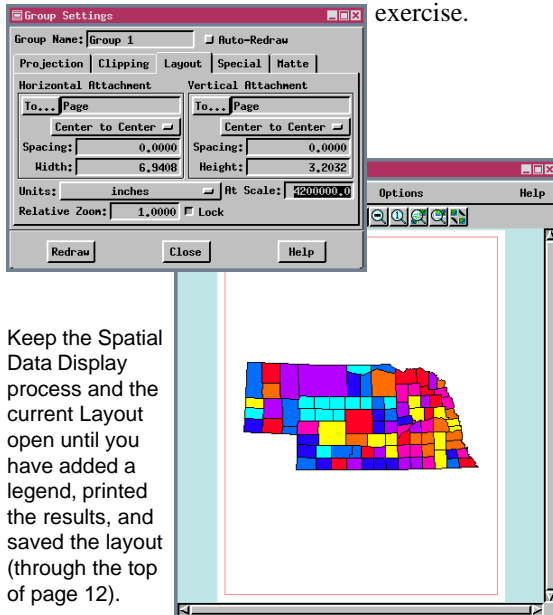 Group Settings
exercise.
Group Name: Group 1 Auto-Redraw
Projection Clipping Layout Special Matte
Horizontal Attachment Vertical Attachment
To... Page To... Page
Center to Center Center to Center
Spacing: 0.0000 Spacing: 0.0000
Width: 6.9408 Height: 3.2032
Units: inches At Scale: 4200000.0
Relative Zoom: 1.0000 Lock
Redraw Close Help
Options Help
Keep the Spatial
Data Display
process and the
current Layout
open until you
have added a
legend, printed
the results, and
saved the layout
(through the top
of page 12).